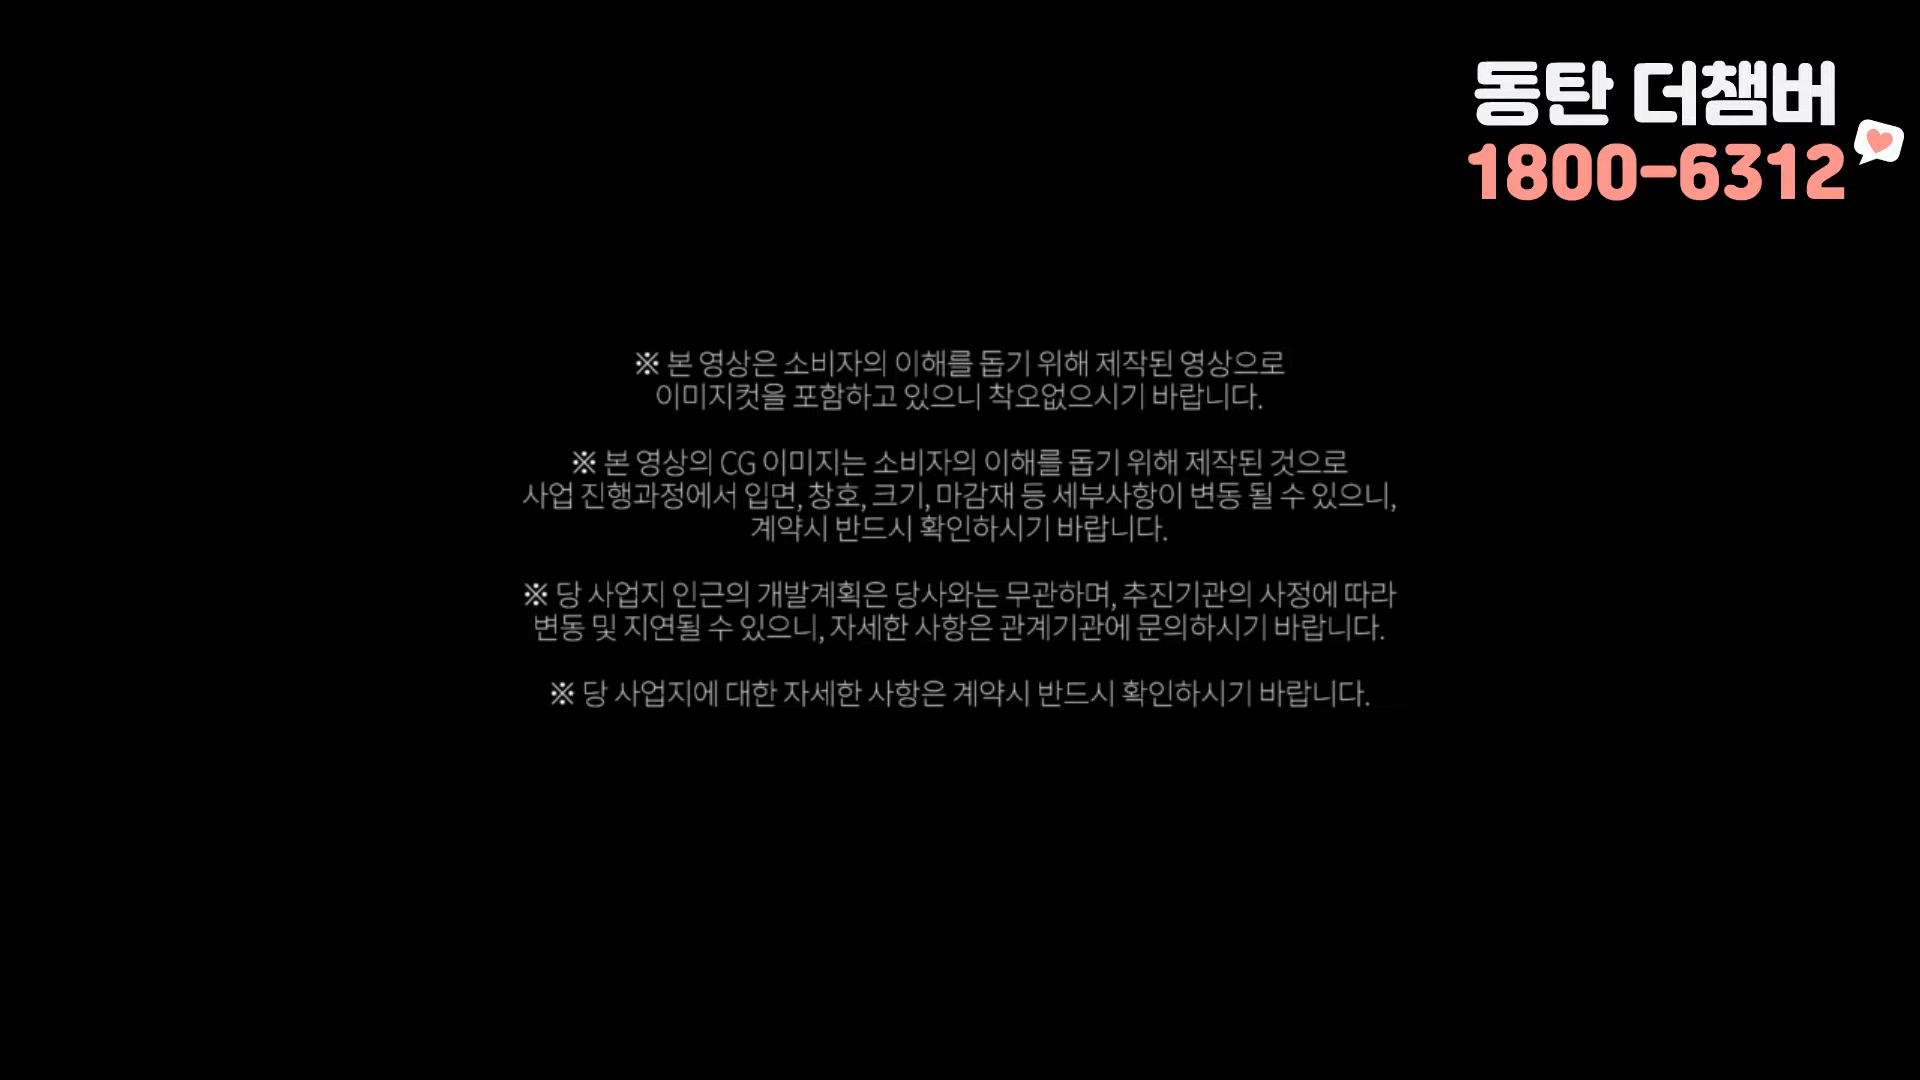 동탄 더챔버
1800-6312
※ 본 영상은 소비자의 이해를 돕기 위해 제작된 영상으로
이미지컷을 포함하고 있으니 착오없으시기 바랍니다.
※ 본 영상의 CG 이미지는 소비자의 이해를 돕기 위해 제작된 것으로
사업 진행과정에서 입면, 창호, 크기, 마감재 등 세부사항이 변동 될 수 있으니,
계약시 반드시 확인하시기 바랍니다.
※ 당 사업지 인근의 개발계획은 당사와는 무관하며, 추진기관의 사정에 따라
변동 및 지연될 수 있으니, 자세한 사항은 관계기관에 문의하시기 바랍니다.
※ 당 사업지에 대한 자세한 사항은 계약시 반드시 확인하시기 바랍니다.